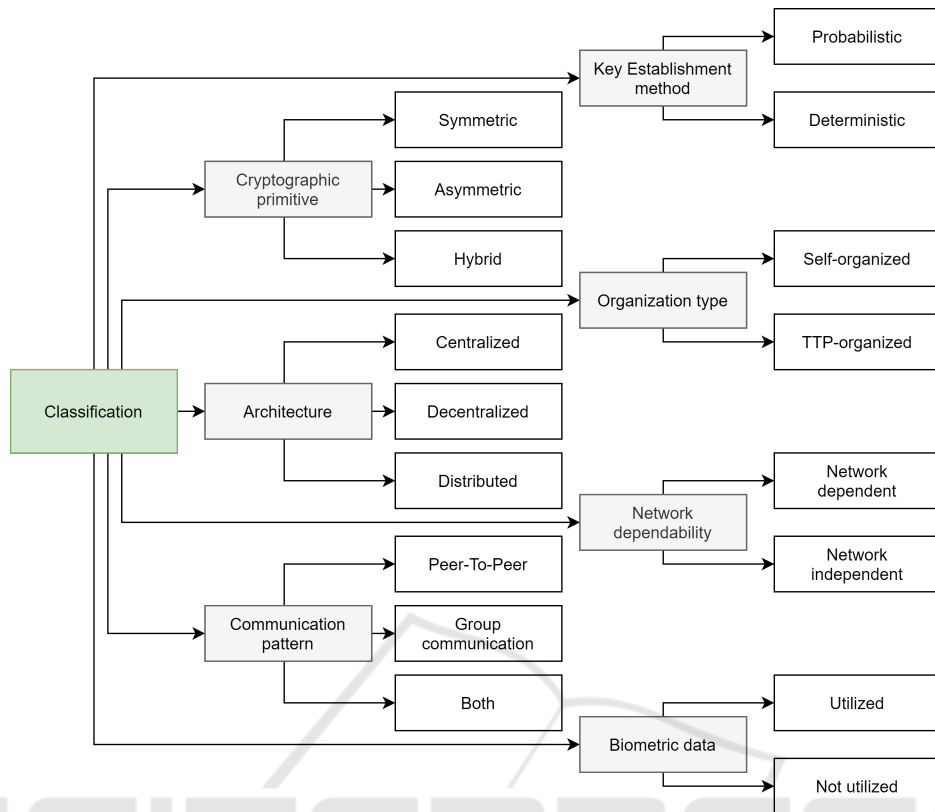 Probabilistic
Key Establishment
method
Deterministic
Symmetric
Cryptographic
primitive
Asymmetric
Hybrid
Self-organized
Organization type
TTP-organized
Centralized
Classification
Architecture
Decentralized
Distributed
Network
dependent
Network
dependability
Network
independent
Peer-To-Peer
Communication
pattern
Group
communication
Both
Utilized
Biometric data
Not utilized